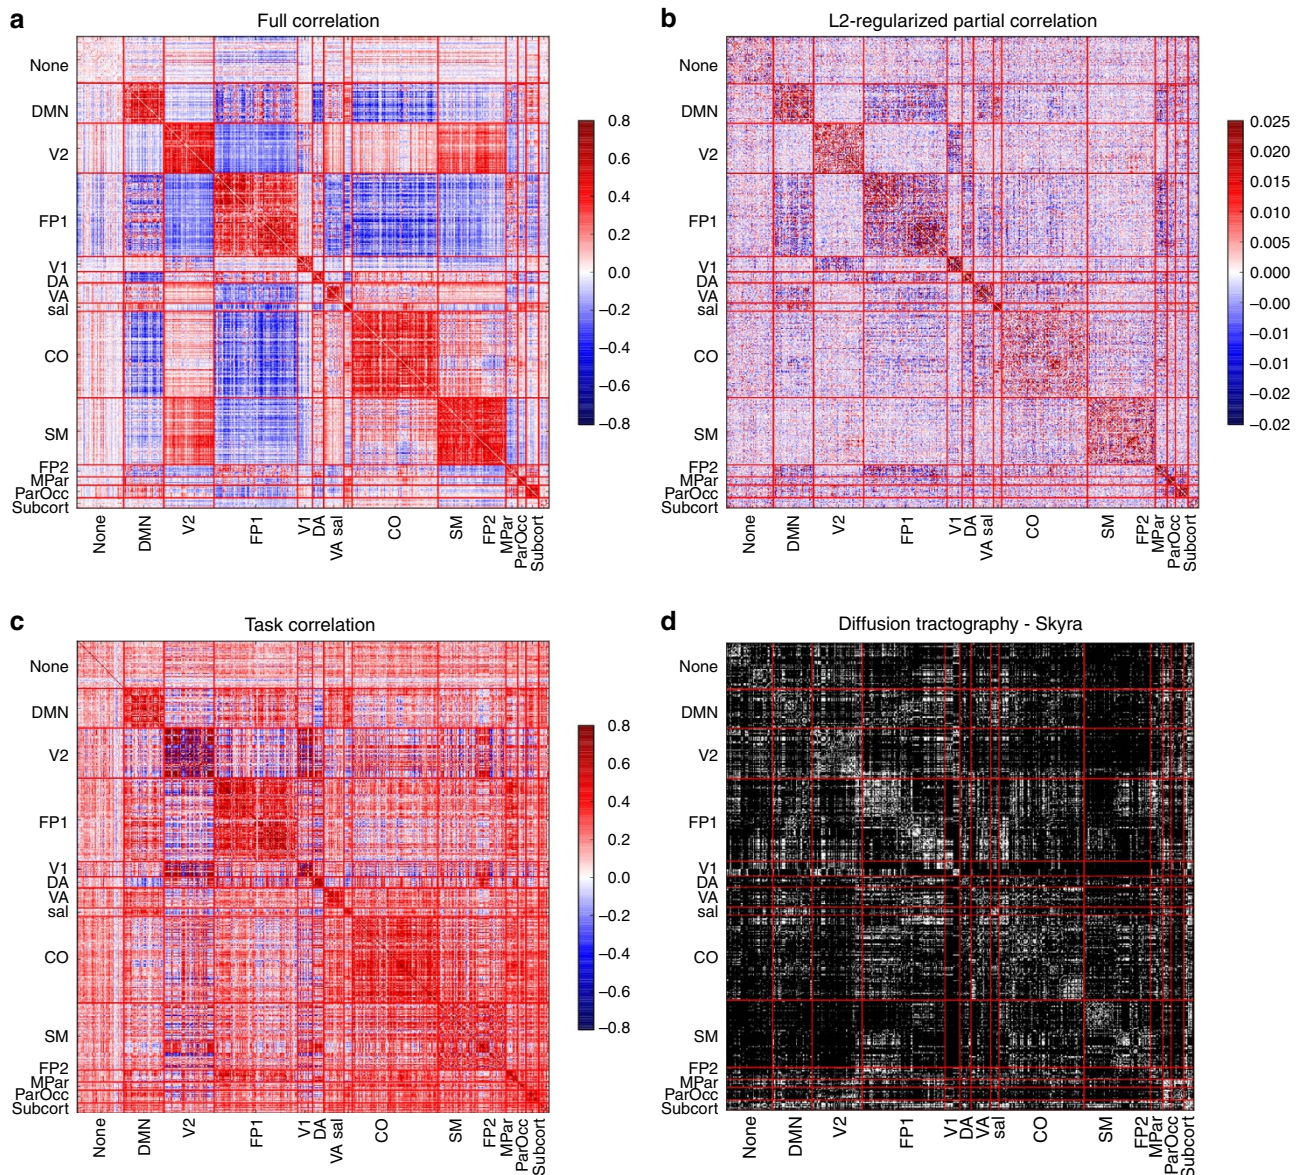 a
Full correlation
None
DMN
V2
FP1
V1
DA
VA
sal
CO
SM
FP2
MPar
ParOcc
Subcort
None
DMN
V2
FP1
V1
DA
VA sal
CO
SM
FP2
MPar
ParOcc
Subcort
0.8
0.6
0.4
0.2
0.0
−0.2
−0.4
−0.6
−0.8
b
L2-regularized partial correlation
None
DMN
V2
FP1
V1
DA
VA
sal
CO
SM
FP2
MPar
ParOcc
Subcort
None
DMN
V2
FP1
V1
DA
VA sal
CO
SM
FP2
MPar
ParOcc
Subcort
0.025
0.020
0.015
0.010
0.005
0.000
−0.00
−0.01
−0.01
−0.02
−0.02
c
Task correlation
None
DMN
V2
FP1
V1
DA
VA
sal
CO
SM
FP2
MPar
ParOcc
Subcort
None
DMN
V2
FP1
V1
DA
VA sal
CO
SM
FP2
MPar
ParOcc
Subcort
0.8
0.6
0.4
0.2
0.0
−0.2
−0.4
−0.6
−0.8
d
Diffusion tractography - Skyra
None
DMN
V2
FP1
V1
DA
VA
sal
CO
SM
FP2
MPar
ParOcc
Subcort
None
DMN
V2
FP1
V1
DA
VA
sal
CO
SM
FP2
MPar
ParOcc
Subcort